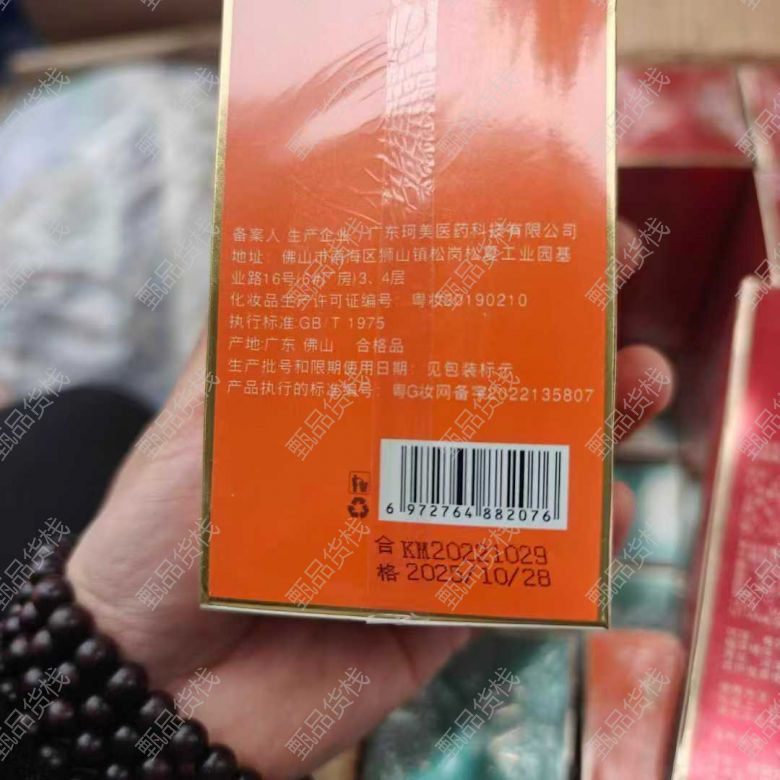 备案人 生产企业 广东珂美医药科技有限公司
地址：佛山市南海区狮山镇松岗松夏工业园基
业路16号 房)3、4层
化妆品生产许可证编号：粤妆20190210
执行标准:GB/T 1975
产地:广东 佛山 合格品
生产批号和限期使用日期：见包装标示
产品执行的标准编号：粤G妆网备字2022135807
6 972764 882076
合 KM20221029
格 2025/10/28
甄品货栈